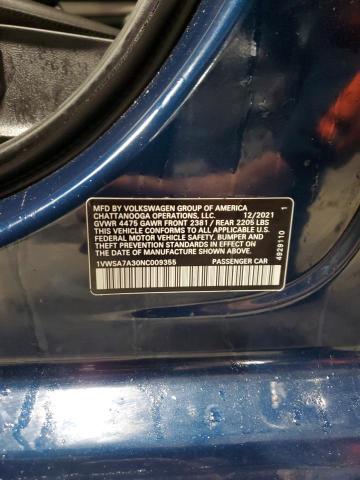 MFD. BY VOLKSWAGEN GROUP OF AMERICA
CHATTANOOGA OPERATIONS, LLC. 12/2021
GVWR 4475 GAWR FRONT 2381 / REAR 2205 LBS
THIS VEHICLE CONFORMS TO ALL APPLICABLE U.S.
FEDERAL MOTOR VEHICLE SAFETY, BUMPER, AND
THEFT PREVENTION STANDARDS IN EFFECT ON THE
DATE OF MANUFACTURE SHOWN ABOVE.
1VWSA7A30NC009355 PASSENGER CAR
4929110 1